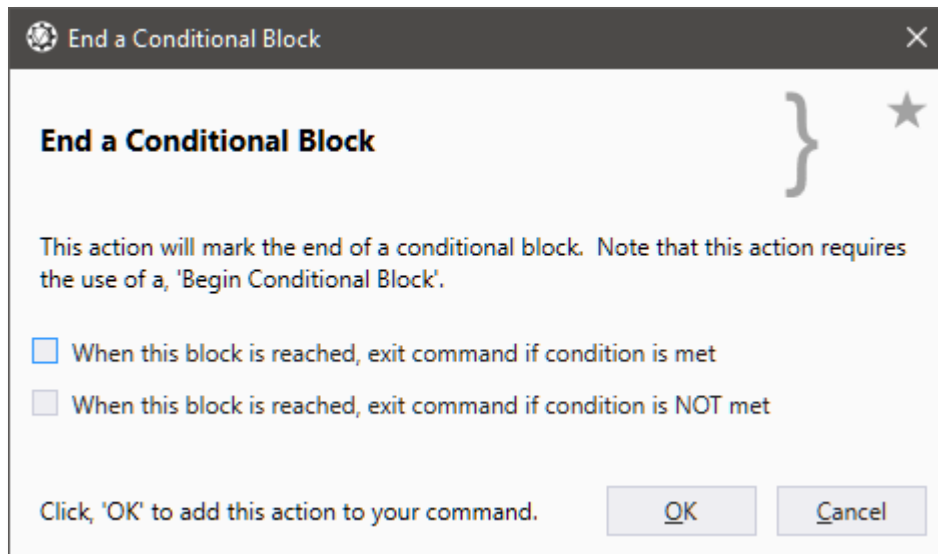 End a Conditional Block
End a Conditional Block
}
This action will mark the end of a conditional block.  Note that this action requires
the use of a, 'Begin Conditional Block'.
When this block is reached, exit command if condition is met
When this block is reached, exit command if condition is NOT met
Click, 'OK' to add this action to your command.
OK
Cancel